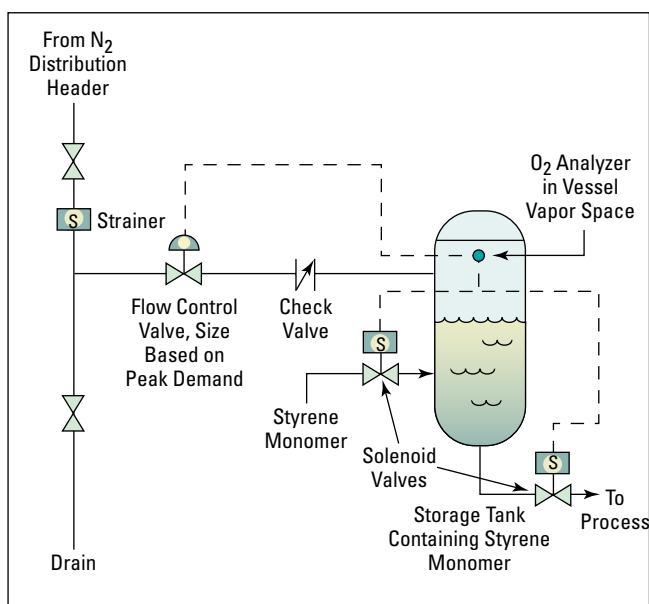 From N₂
Distribution
Header
O₂ Analyzer
in Vessel
Vapor Space
S
Strainer
Flow Control
Valve, Size
Based on
Peak Demand
Check
Valve
S
Styrene
Monomer
Solenoid
Valves
S
To
Process
Storage Tank
Containing Styrene
Monomer
Drain